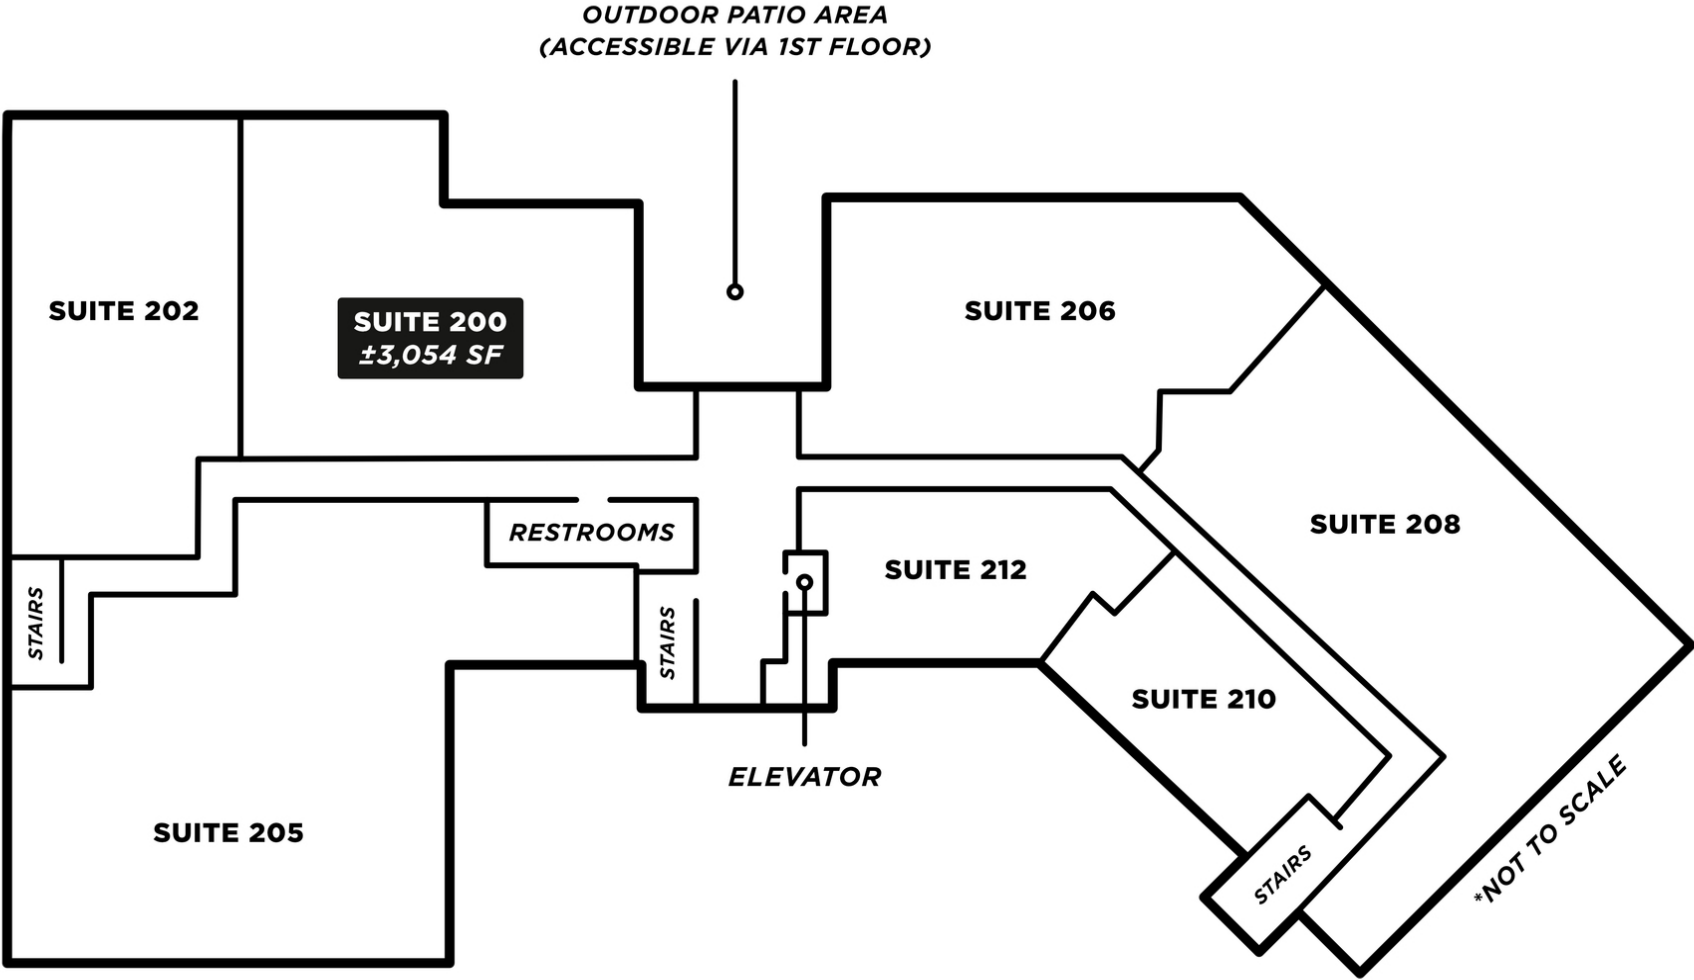 OUTDOOR PATIO AREA
(ACCESSIBLE VIA 1ST FLOOR)
SUITE 202
SUITE 200
±3,054 SF
SUITE 206
SUITE 208
RESTROOMS
SUITE 212
STAIRS
STAIRS
SUITE 210
ELEVATOR
SUITE 205
STAIRS
*NOT TO SCALE